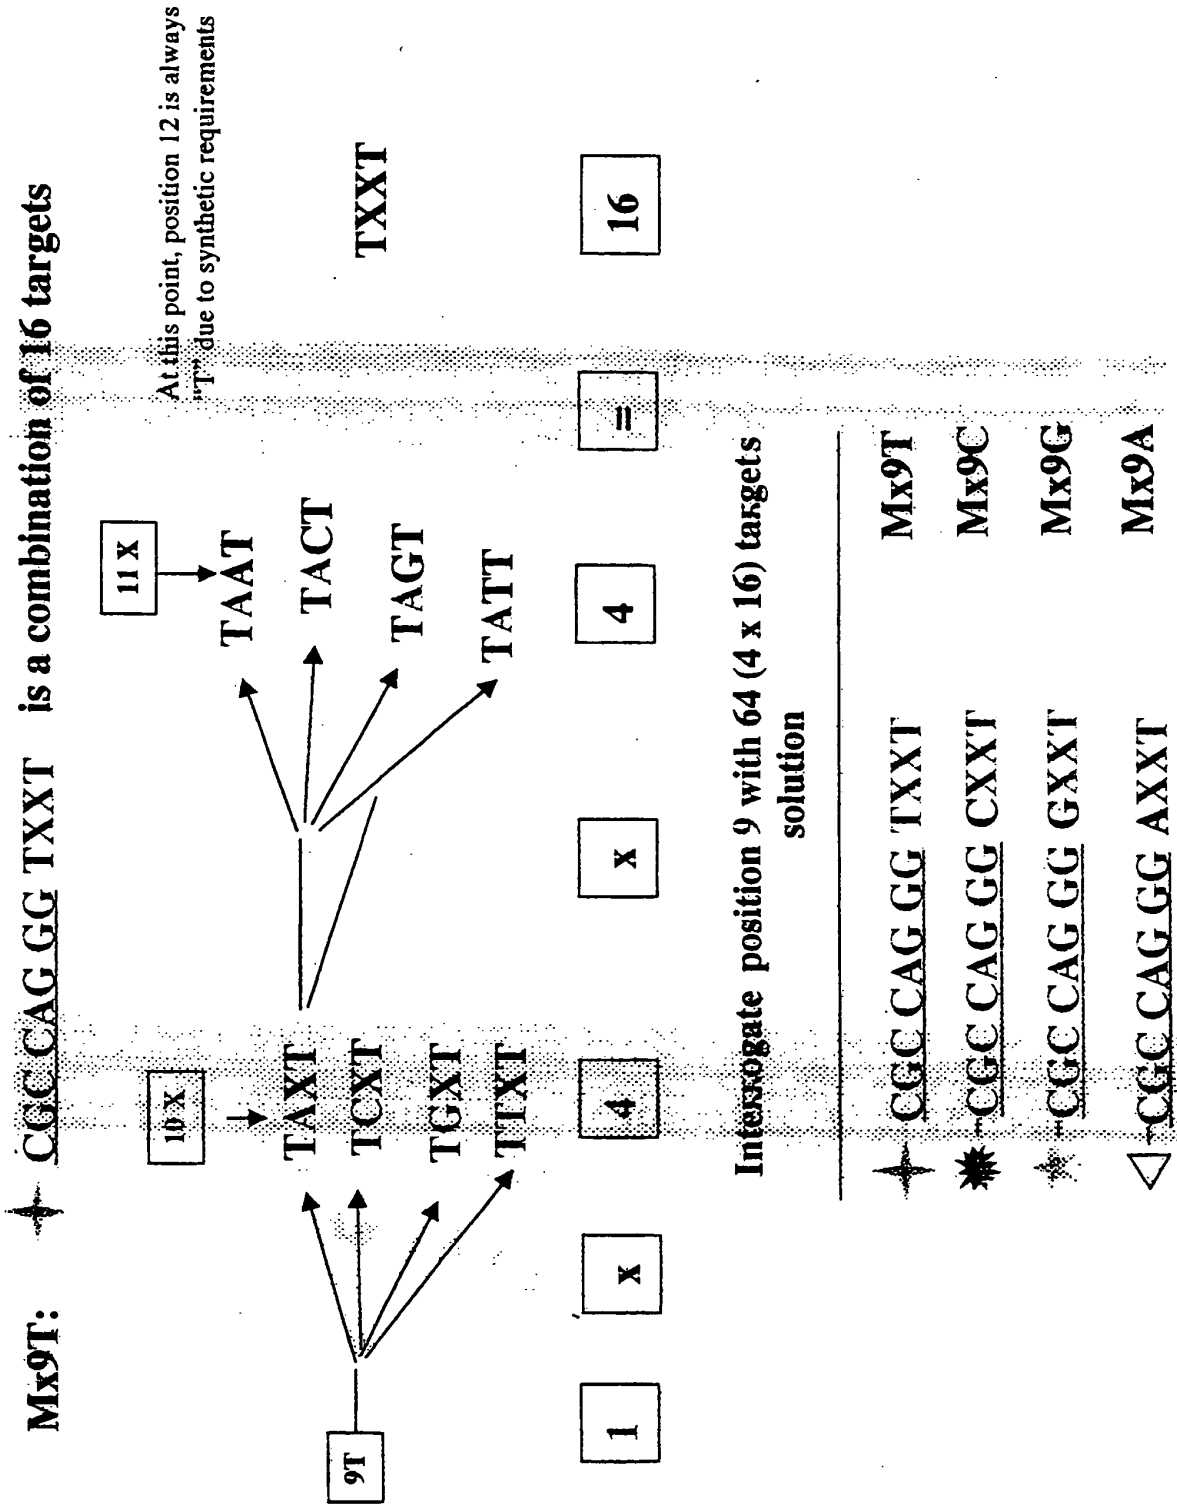 Mx9T: CGC CAG GG TXXT is a combination of 16 targets
At this point, position 12 is always
"T" due to synthetic requirements
10 X
11 X
9T
TAXT
TCXT
TGXT
TTXT
TAAT
TACT
TAGT
TATT
TXXT
1 x 4 x 4 = 16
Interrogate position 9 with 64 (4 x 16) targets
solution
CGC CAG GG TXXT Mx9T
CGC CAG GG CXXT Mx9C
CGC CAG GG GXXT Mx9G
CGC CAG GG AXXT Mx9A